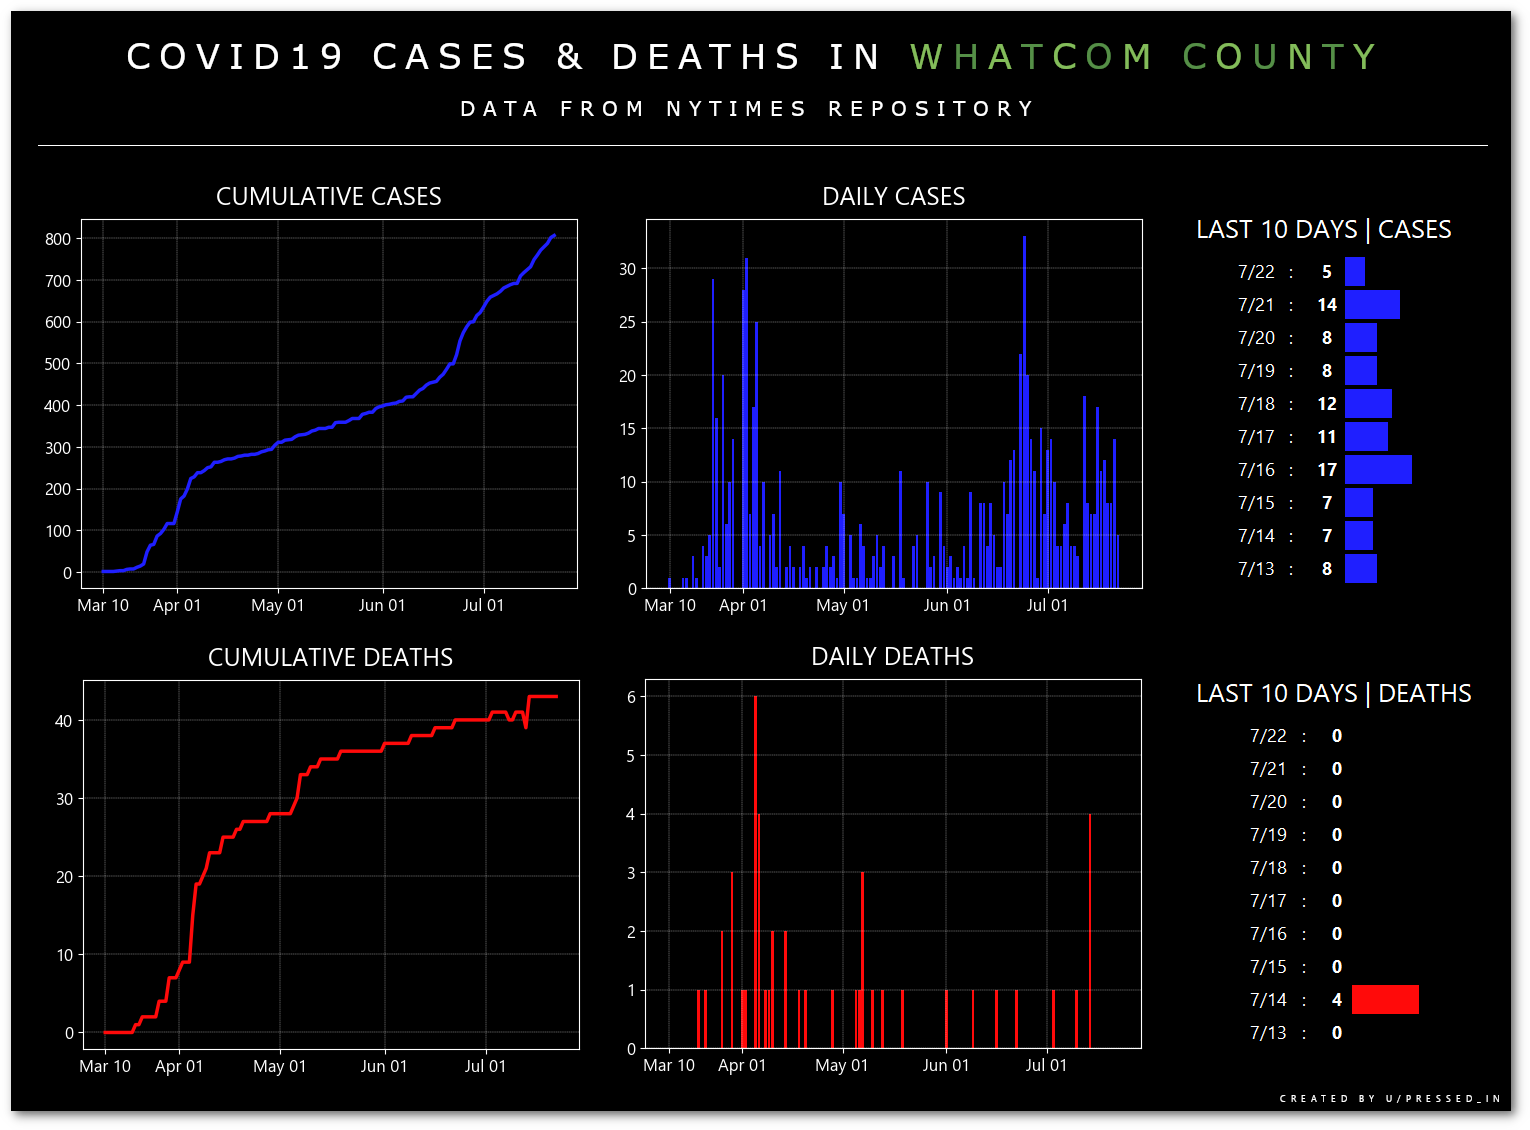 COVID19 CASES & DEATHS IN WHATCOM COUNTY
DATA FROM NYTIMES REPOSITORY
CUMULATIVE CASES
800
700
600
500
400
300
200
100
0
Mar 10 Apr 01 May 01 Jun 01 Jul 01
DAILY CASES
30
25
20
15
10
5
0
Mar 10 Apr 01 May 01 Jun 01 Jul 01
LAST 10 DAYS | CASES
7/22 : 5
7/21 : 14
7/20 : 8
7/19 : 8
7/18 : 12
7/17 : 11
7/16 : 17
7/15 : 7
7/14 : 7
7/13 : 8
CUMULATIVE DEATHS
40
30
20
10
0
Mar 10 Apr 01 May 01 Jun 01 Jul 01
DAILY DEATHS
6
5
4
3
2
1
0
Mar 10 Apr 01 May 01 Jun 01 Jul 01
LAST 10 DAYS | DEATHS
7/22 : 0
7/21 : 0
7/20 : 0
7/19 : 0
7/18 : 0
7/17 : 0
7/16 : 0
7/15 : 0
7/14 : 4
7/13 : 0
CREATED BY U/PRESSED_IN